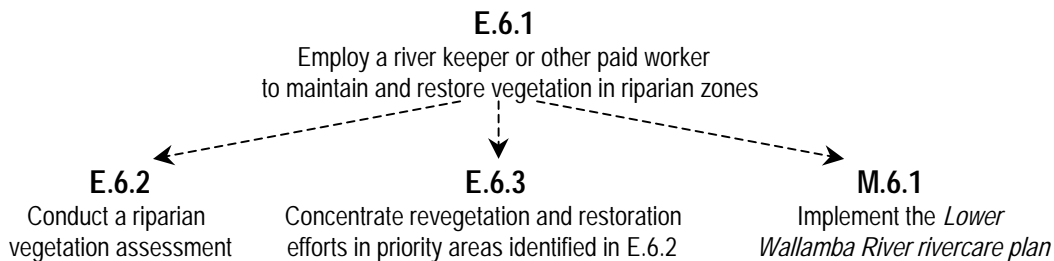 E.6.1
Employ a river keeper or other paid worker
to maintain and restore vegetation in riparian zones
E.6.2
Conduct a riparian
vegetation assessment
E.6.3
Concentrate revegetation and restoration
efforts in priority areas identified in E.6.2
M.6.1
Implement the Lower
Wallamba River rivercare plan